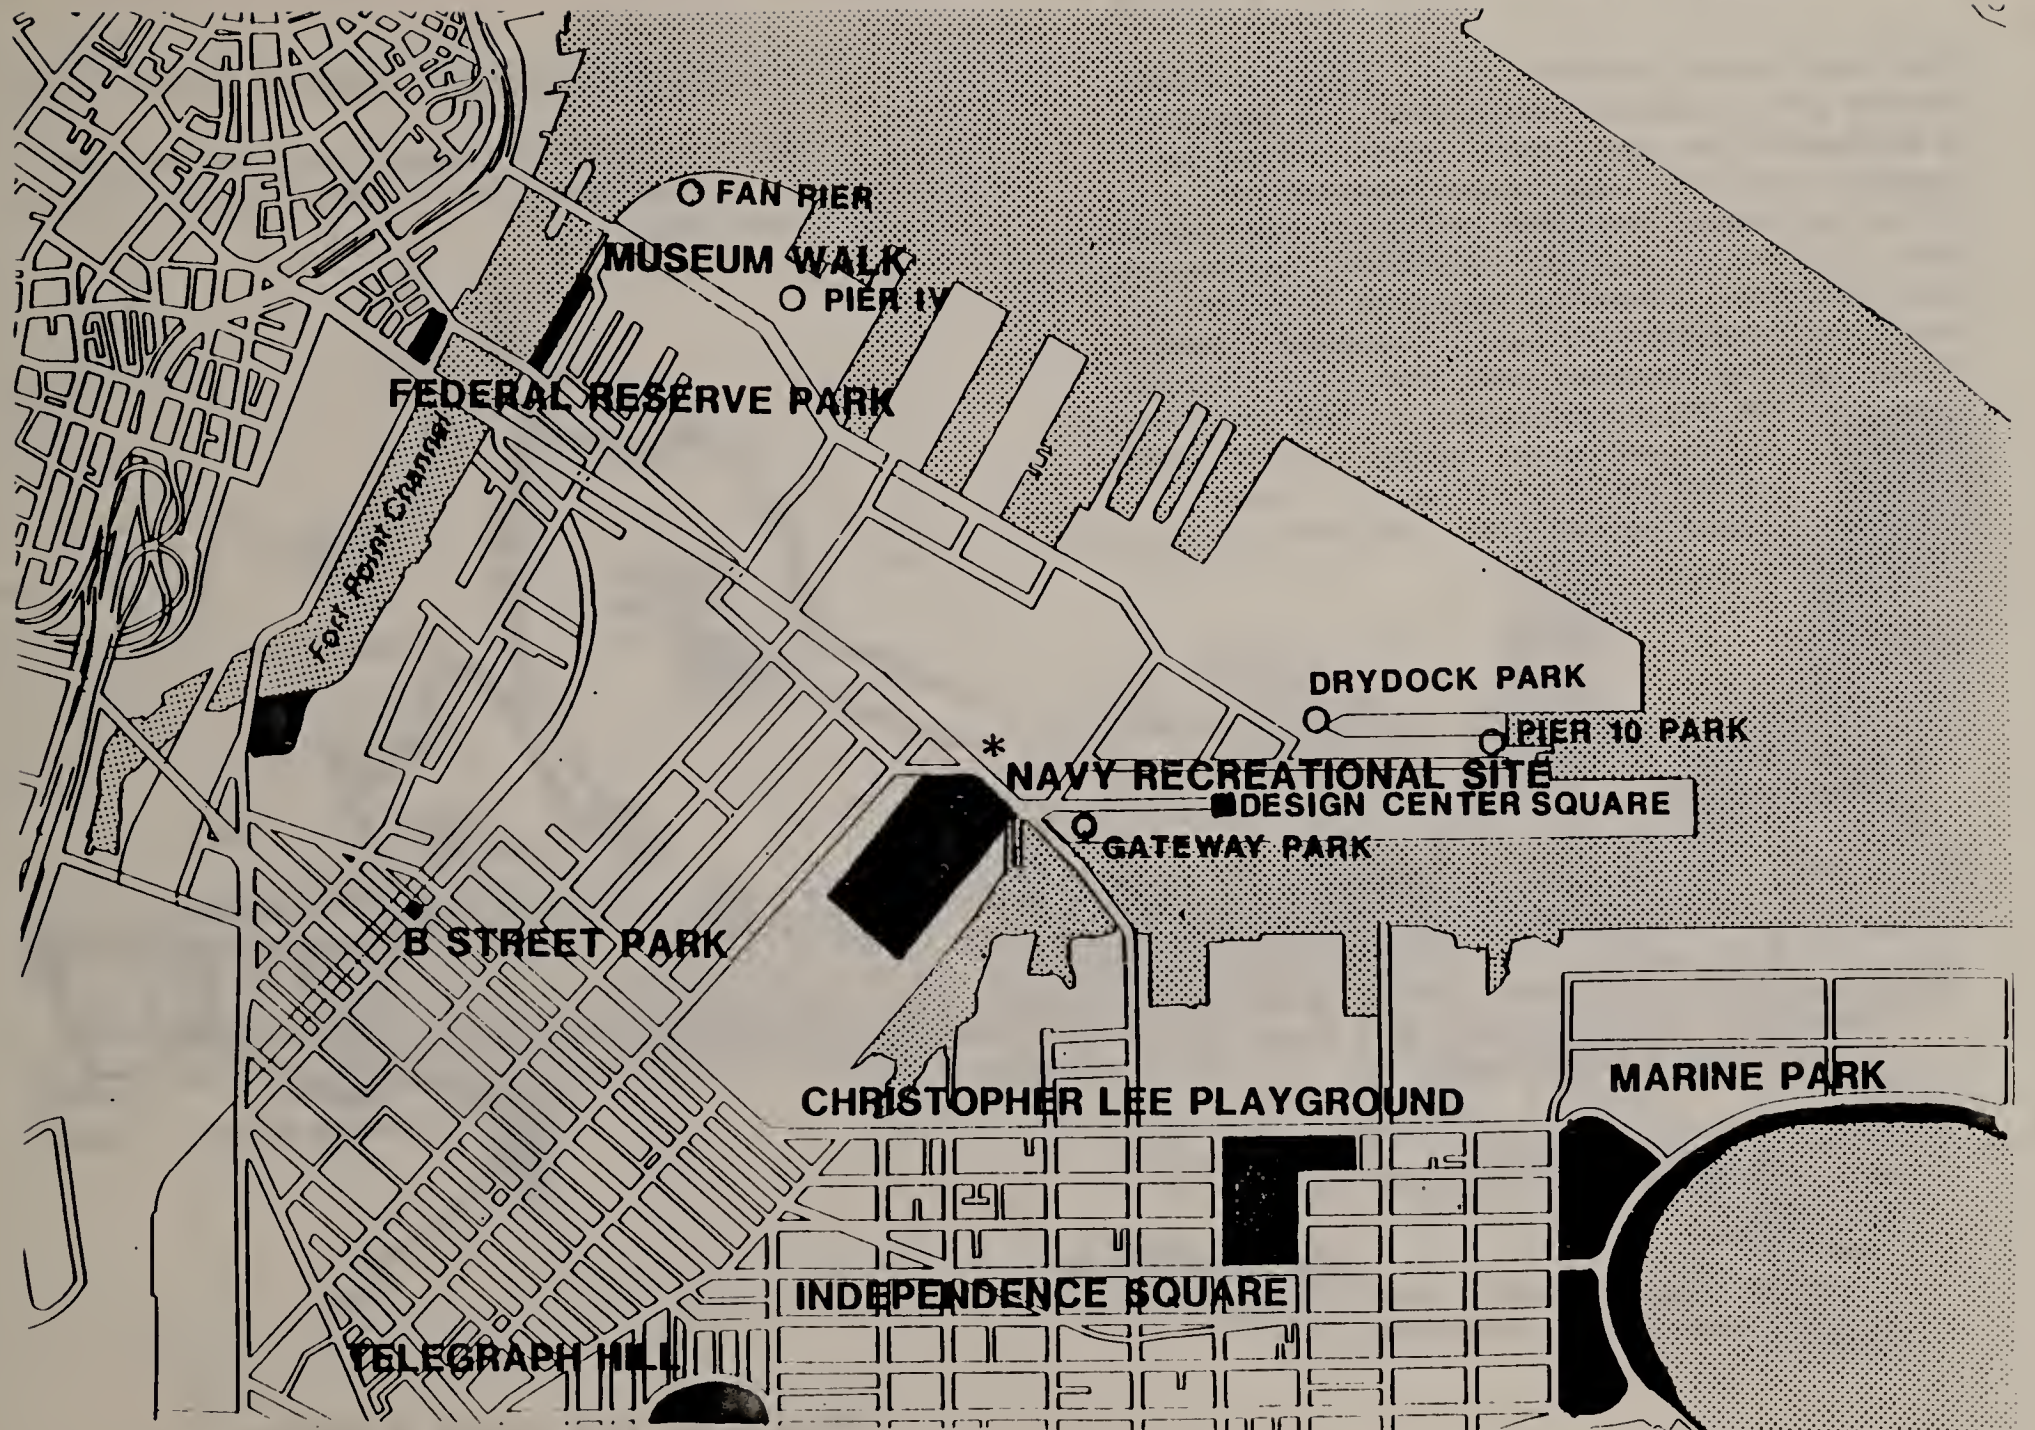 FAN PIER
MUSEUM WALK
PIER IV
FEDERAL RESERVE PARK
Fort Point Channel
DRYDOCK PARK
PIER 10 PARK
*
NAVY RECREATIONAL SITE
DESIGN CENTER SQUARE
GATEWAY PARK
B STREET PARK
MARINE PARK
CHRISTOPHER LEE PLAYGROUND
INDEPENDENCE SQUARE
TELEGRAPH HILL